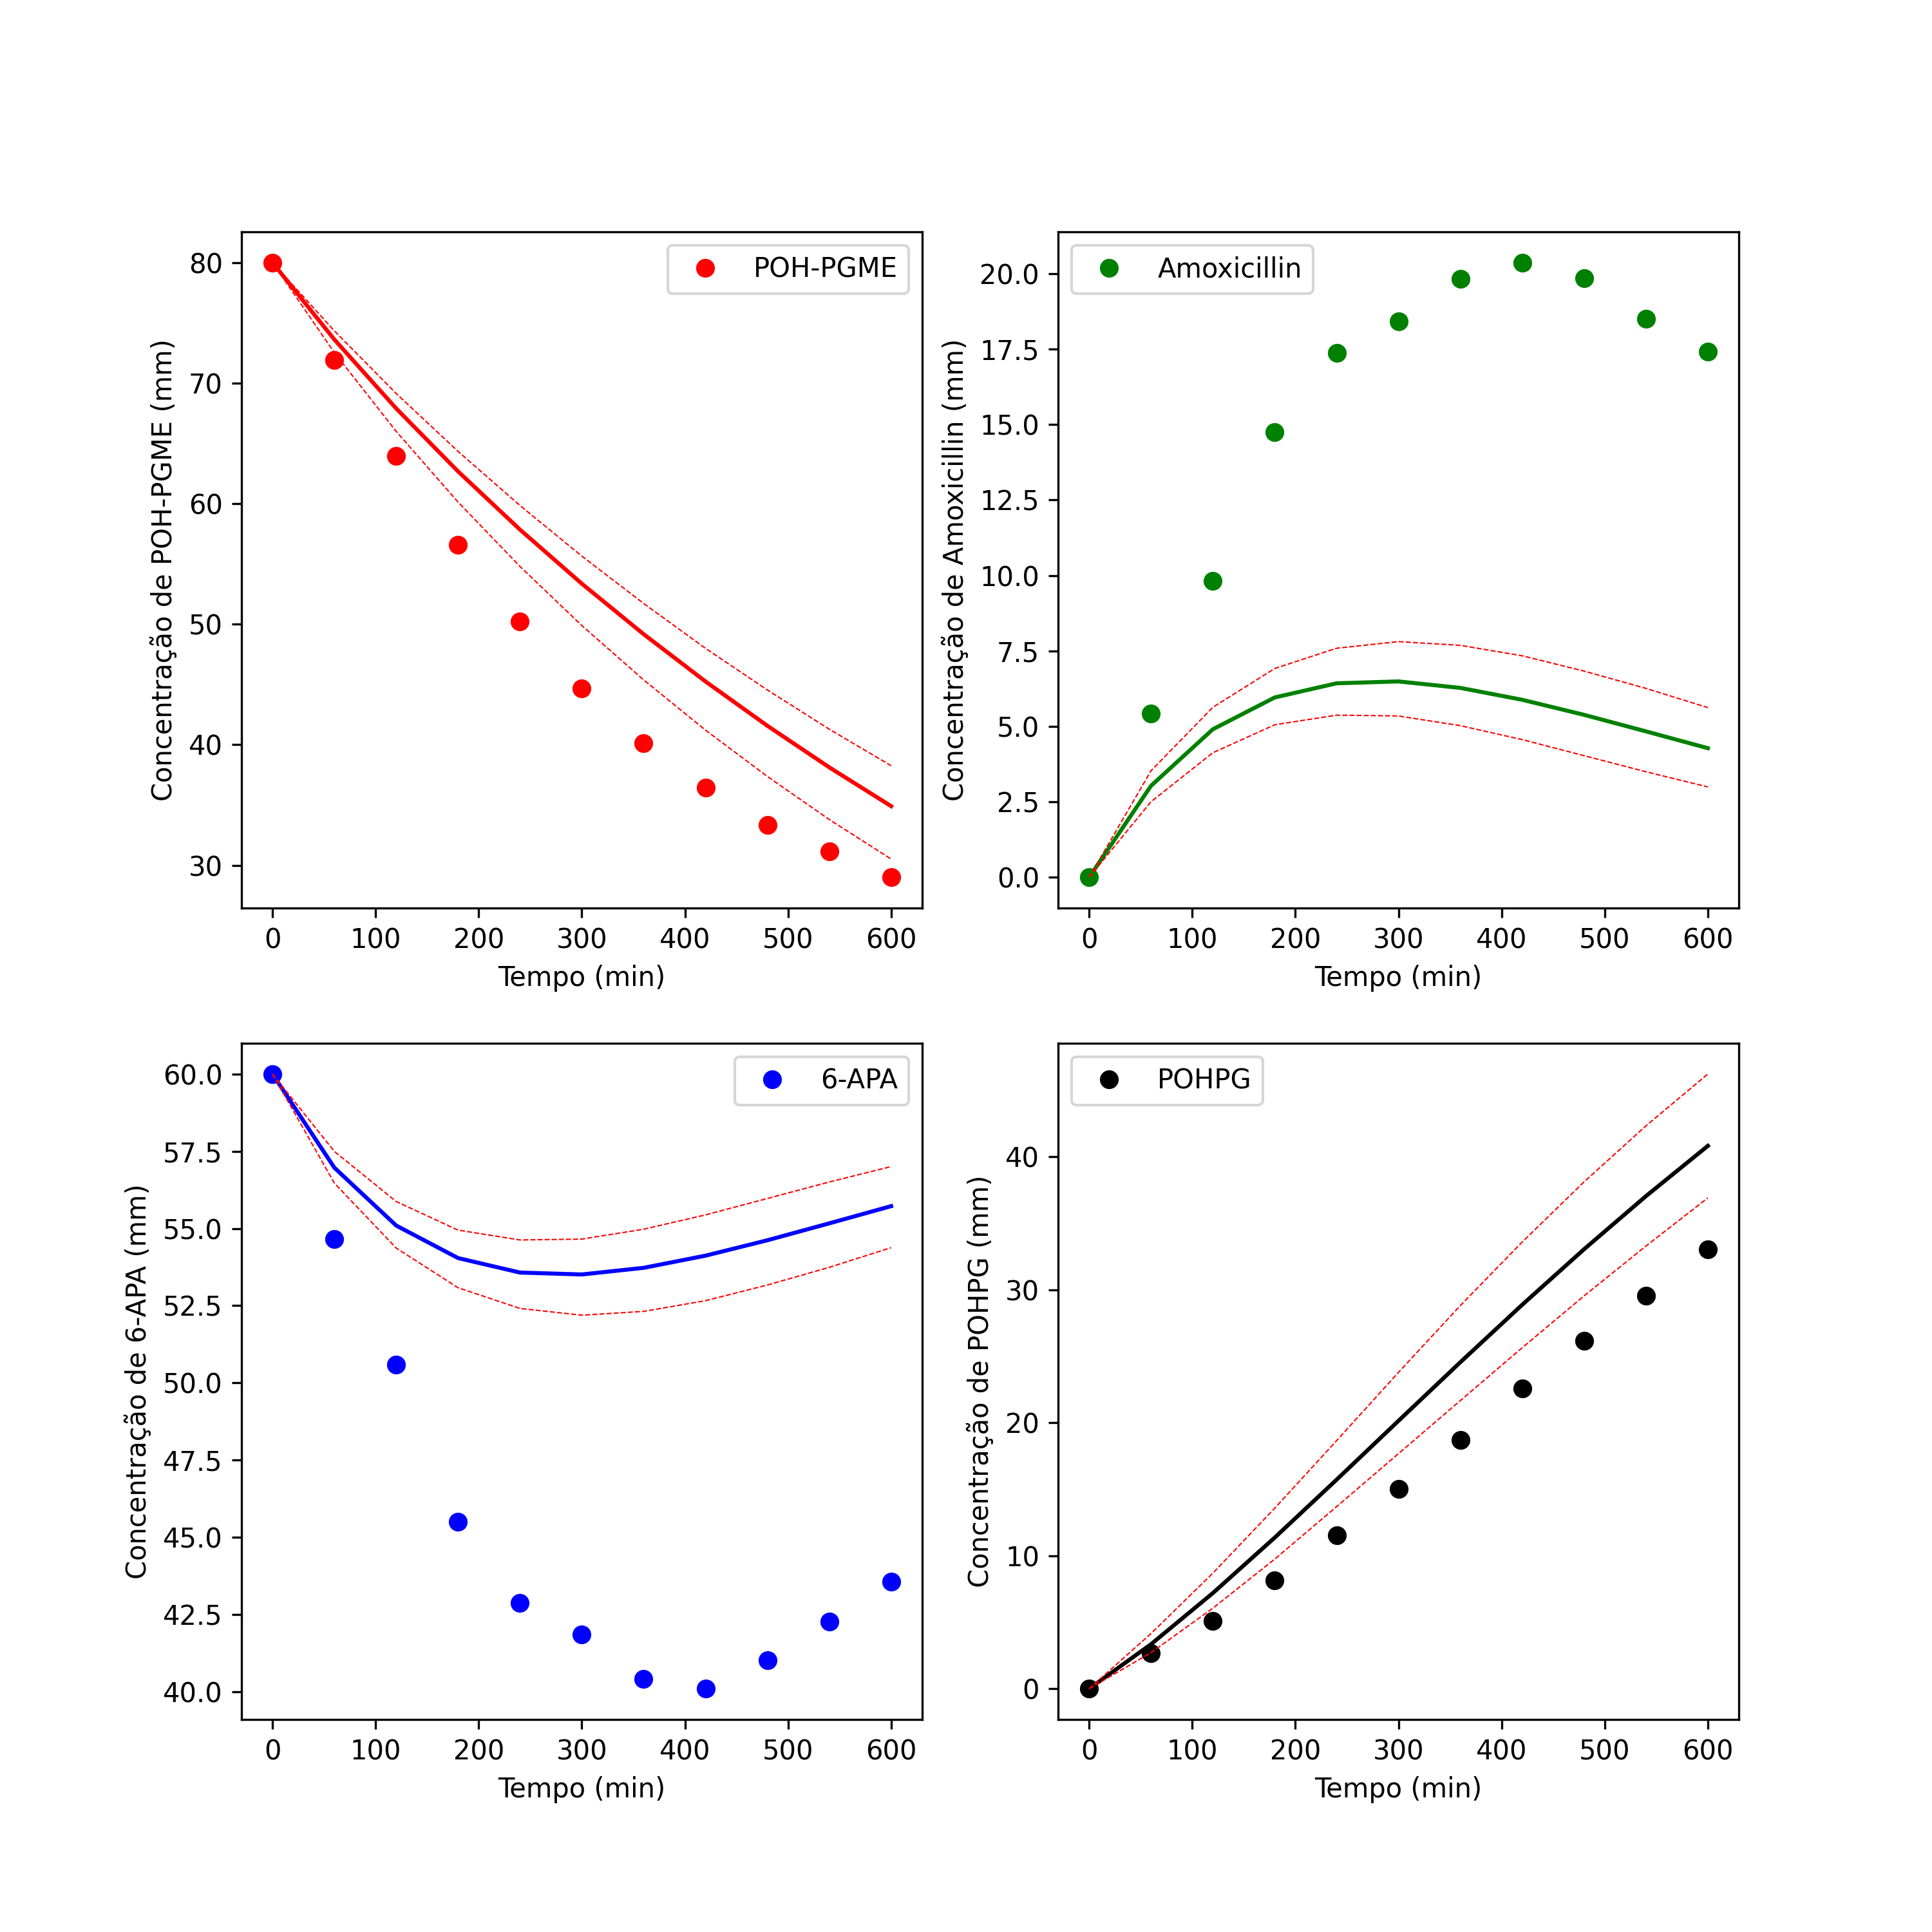 POH-PGME
Concentração de POH-PGME (mm)
80
70
60
50
40
30
0 100 200 300 400 500 600
Tempo (min)
Amoxicillin
Concentração de Amoxicillin (mm)
20.0
17.5
15.0
12.5
10.0
7.5
5.0
2.5
0.0
0 100 200 300 400 500 600
Tempo (min)
6-APA
Concentração de 6-APA (mm)
60.0
57.5
55.0
52.5
50.0
47.5
45.0
42.5
40.0
0 100 200 300 400 500 600
Tempo (min)
POHPG
Concentração de POHPG (mm)
40
30
20
10
0
0 100 200 300 400 500 600
Tempo (min)